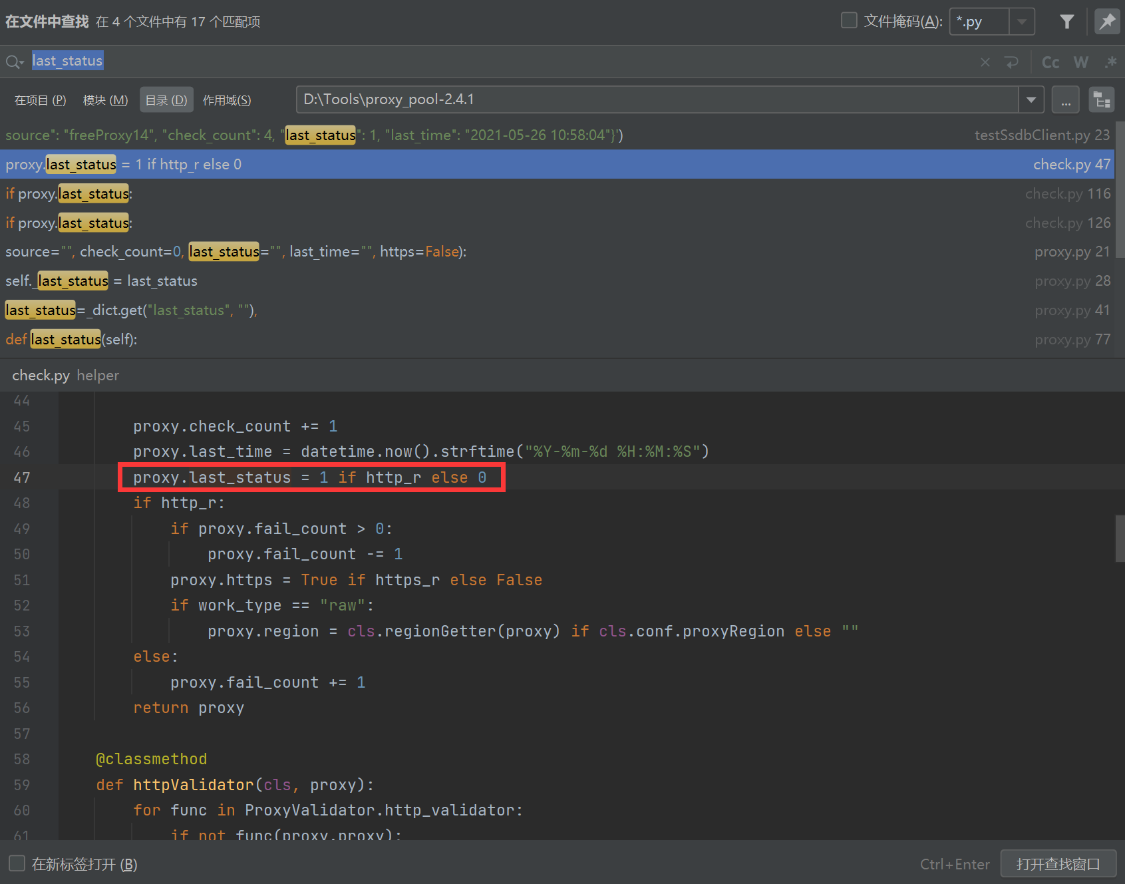 在文件中查找 在 4 个文件中有 17 个匹配项 文件掩码(A): *.py
last_status Cc W .*
在项目 (P) 模块 (M) 目录 (D) 作用域(S) D:\Tools\proxy_pool-2.4.1 ...
source": "freeProxy14", "check_count": 4, "last_status": 1, "last_time": "2021-05-26 10:58:04"}') testSsdbClient.py 23
proxy.last_status = 1 if http_r else 0 check.py 47
if proxy.last_status: check.py 116
if proxy.last_status: check.py 126
source="", check_count=0, last_status="", last_time="", https=False): proxy.py 21
self._last_status = last_status proxy.py 28
last_status=_dict.get("last_status", ""), proxy.py 41
def last_status(self): proxy.py 77
check.py helper
44
45 proxy.check_count += 1
46 proxy.last_time = datetime.now().strftime("%Y-%m-%d %H:%M:%S")
47 proxy.last_status = 1 if http_r else 0
48 if http_r:
49 if proxy.fail_count > 0:
50 proxy.fail_count -= 1
51 proxy.https = True if https_r else False
52 if work_type == "raw":
53 proxy.region = cls.regionGetter(proxy) if cls.conf.proxyRegion else ""
54 else:
55 proxy.fail_count += 1
56 return proxy
57
58 @classmethod
59 def httpValidator(cls, proxy):
60 for func in ProxyValidator.http_validator:
61 if not func(proxy.proxy):
在新标签打开 (B) Ctrl+Enter 打开查找窗口